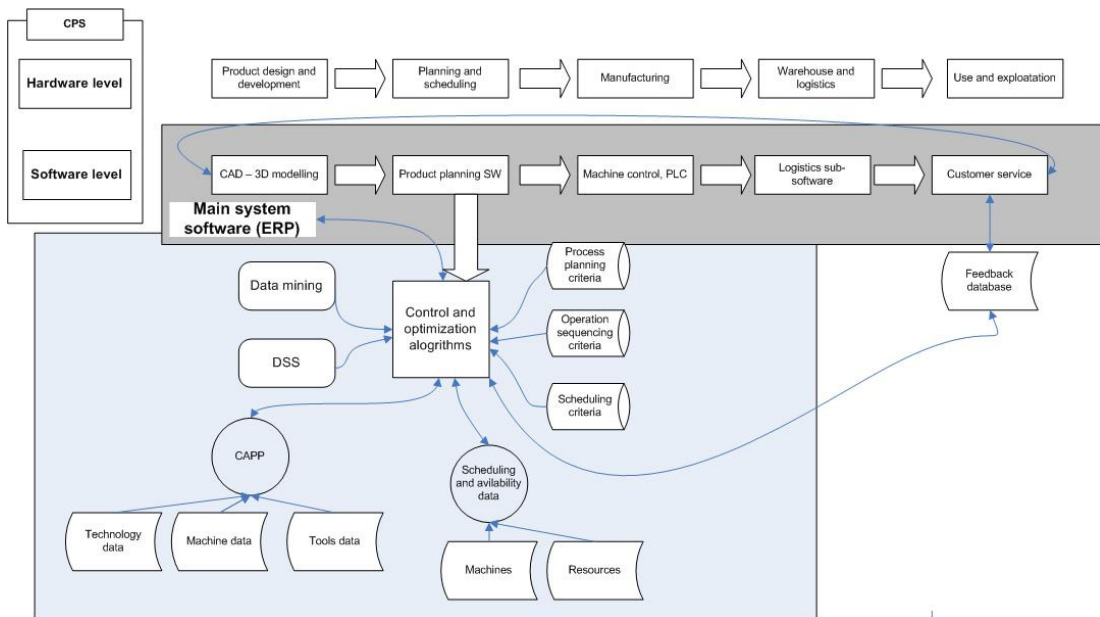 CPS
Hardware level
Software level
Product design and
development
Planning and
scheduling
Manufacturing
Warehouse and
logistics
Use and exploatation
CAD – 3D modelling
Product planning SW
Machine control, PLC
Logistics sub-
software
Customer service
Main system
software (ERP)
Data mining
DSS
Control and
optimization
alogrithms
Process
planning
criteria
Operation
sequencing
criteria
Scheduling
criteria
Feedback
database
CAPP
Scheduling
and avilability
data
Technology
data
Machine data
Tools data
Machines
Resources